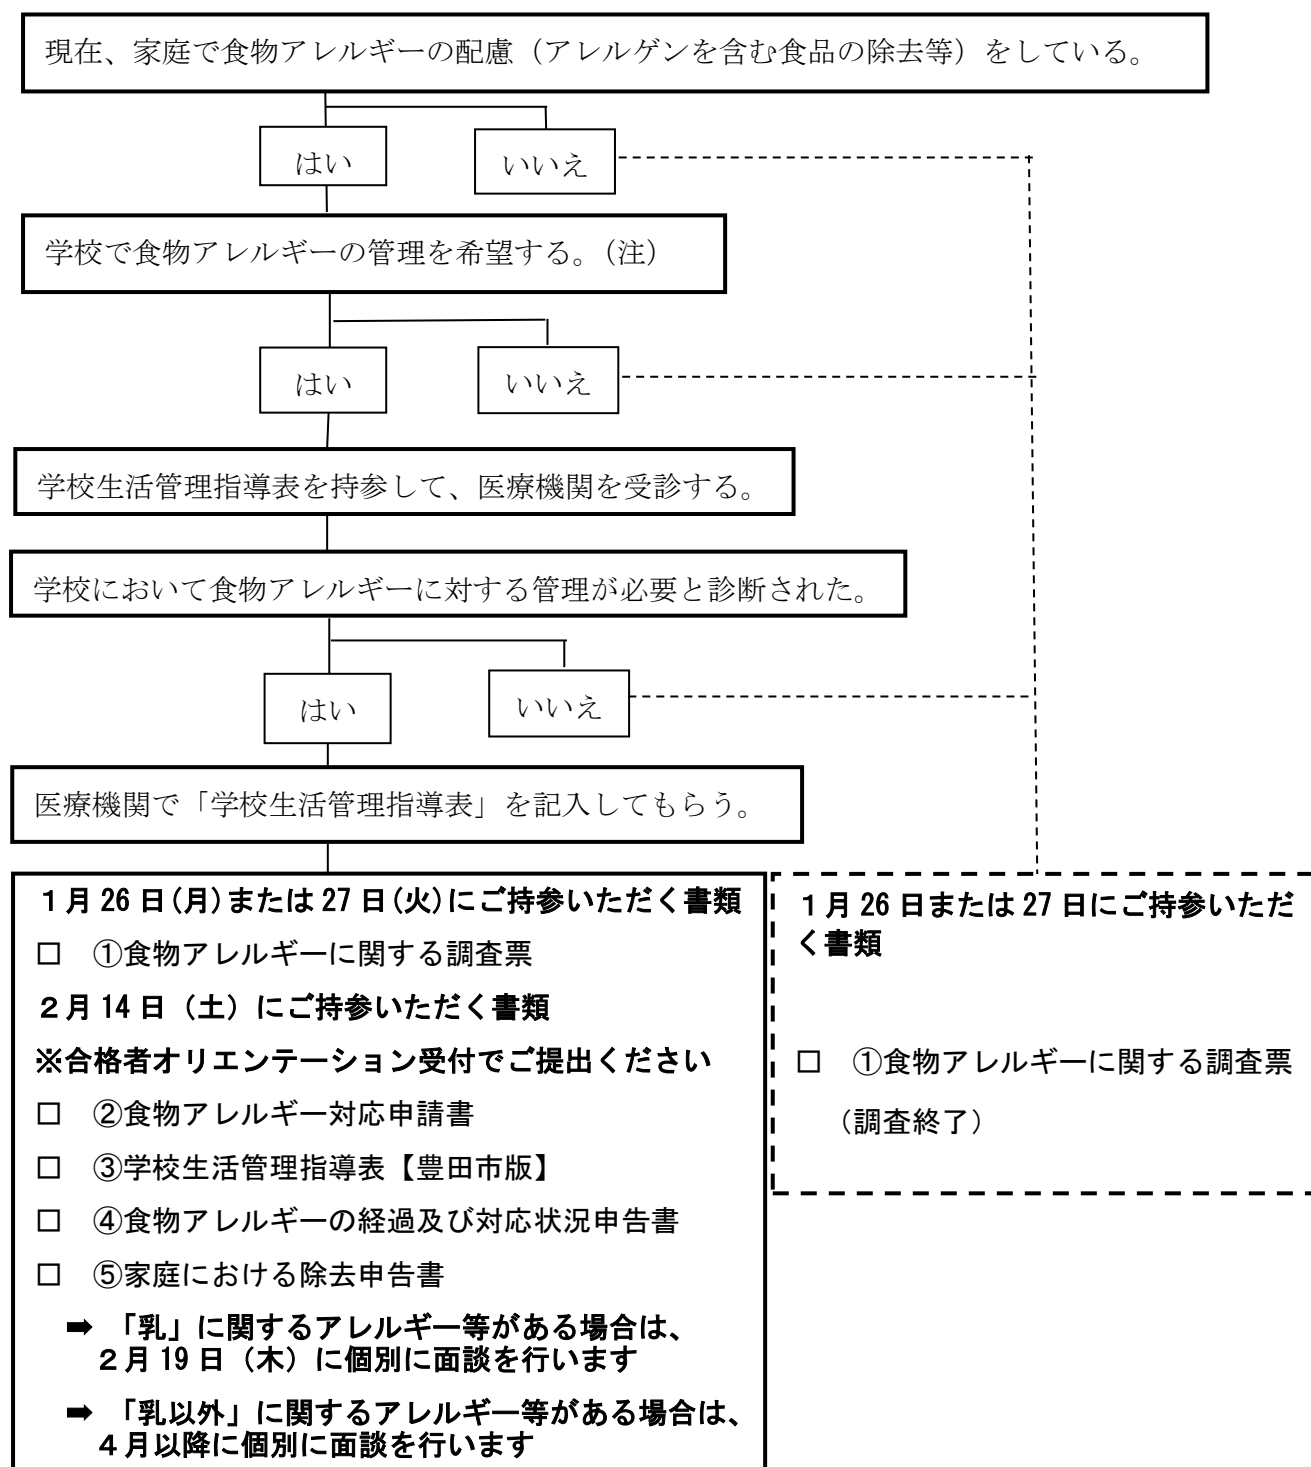 現在、家庭で食物アレルギーの配慮（アレルゲンを含む食品の除去等）をしている。
はい
いいえ
学校で食物アレルギーの管理を希望する。（注）
はい
いいえ
学校生活管理指導表を持参して、医療機関を受診する。
学校において食物アレルギーに対する管理が必要と診断された。
はい
いいえ
医療機関で「学校生活管理指導表」を記入してもらう。
１月 26 日(月)または 27 日(火)にご持参いただく書類
□ ①食物アレルギーに関する調査票
２月 14 日（土）にご持参いただく書類
※合格者オリエンテーション受付でご提出ください
□ ②食物アレルギー対応申請書
□ ③学校生活管理指導表【豊田市版】
□ ④食物アレルギーの経過及び対応状況申告書
□ ⑤家庭における除去申告書
➡ 「乳」に関するアレルギー等がある場合は、
２月 19 日（木）に個別に面談を行います
➡ 「乳以外」に関するアレルギー等がある場合は、
４月以降に個別に面談を行います
１月 26 日または 27 日にご持参いただ
く書類
□ ①食物アレルギーに関する調査票
（調査終了）